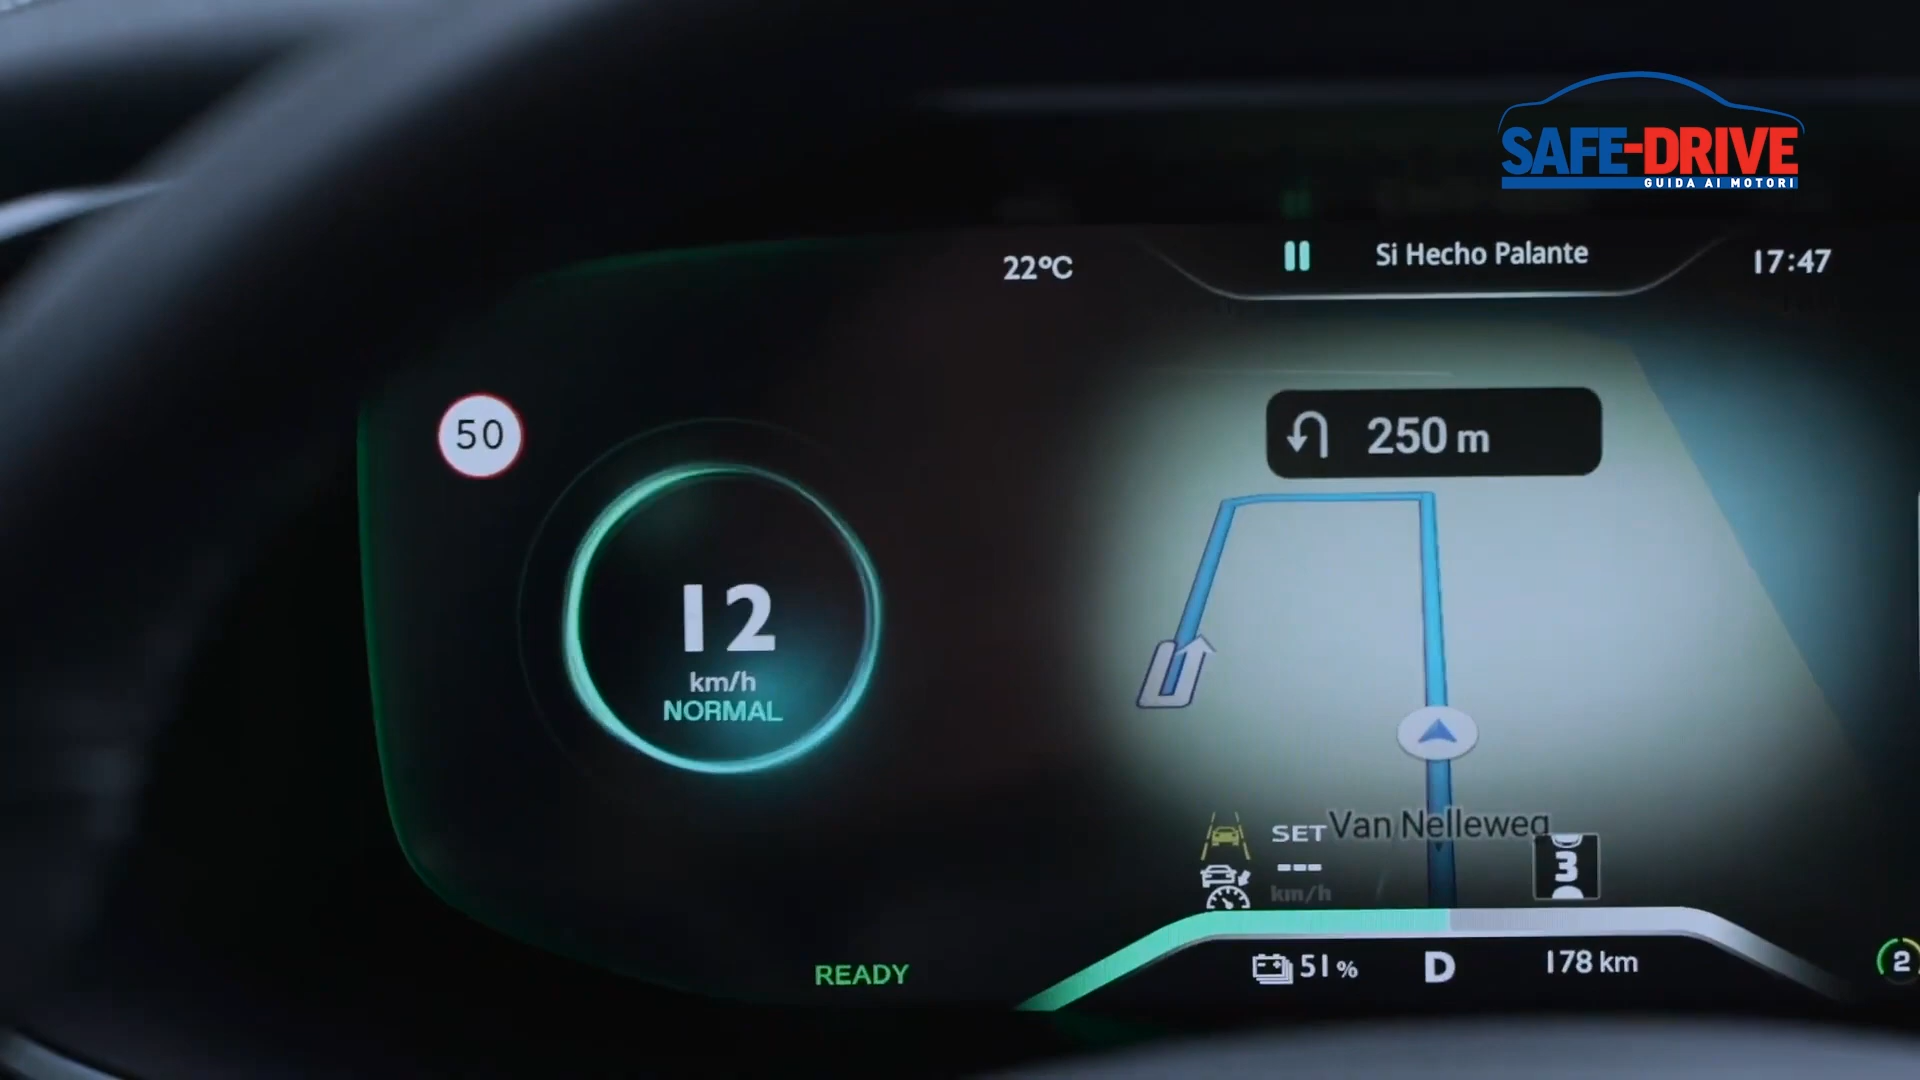 SAFE-DRIVE
GUIDA AI MOTORI
22°C
Si Hecho Palante
17:47
50
250 m
12
km/h
NORMAL
SET
Van Nelleweg
---
km/h
3
READY
51%
D
178 km
2